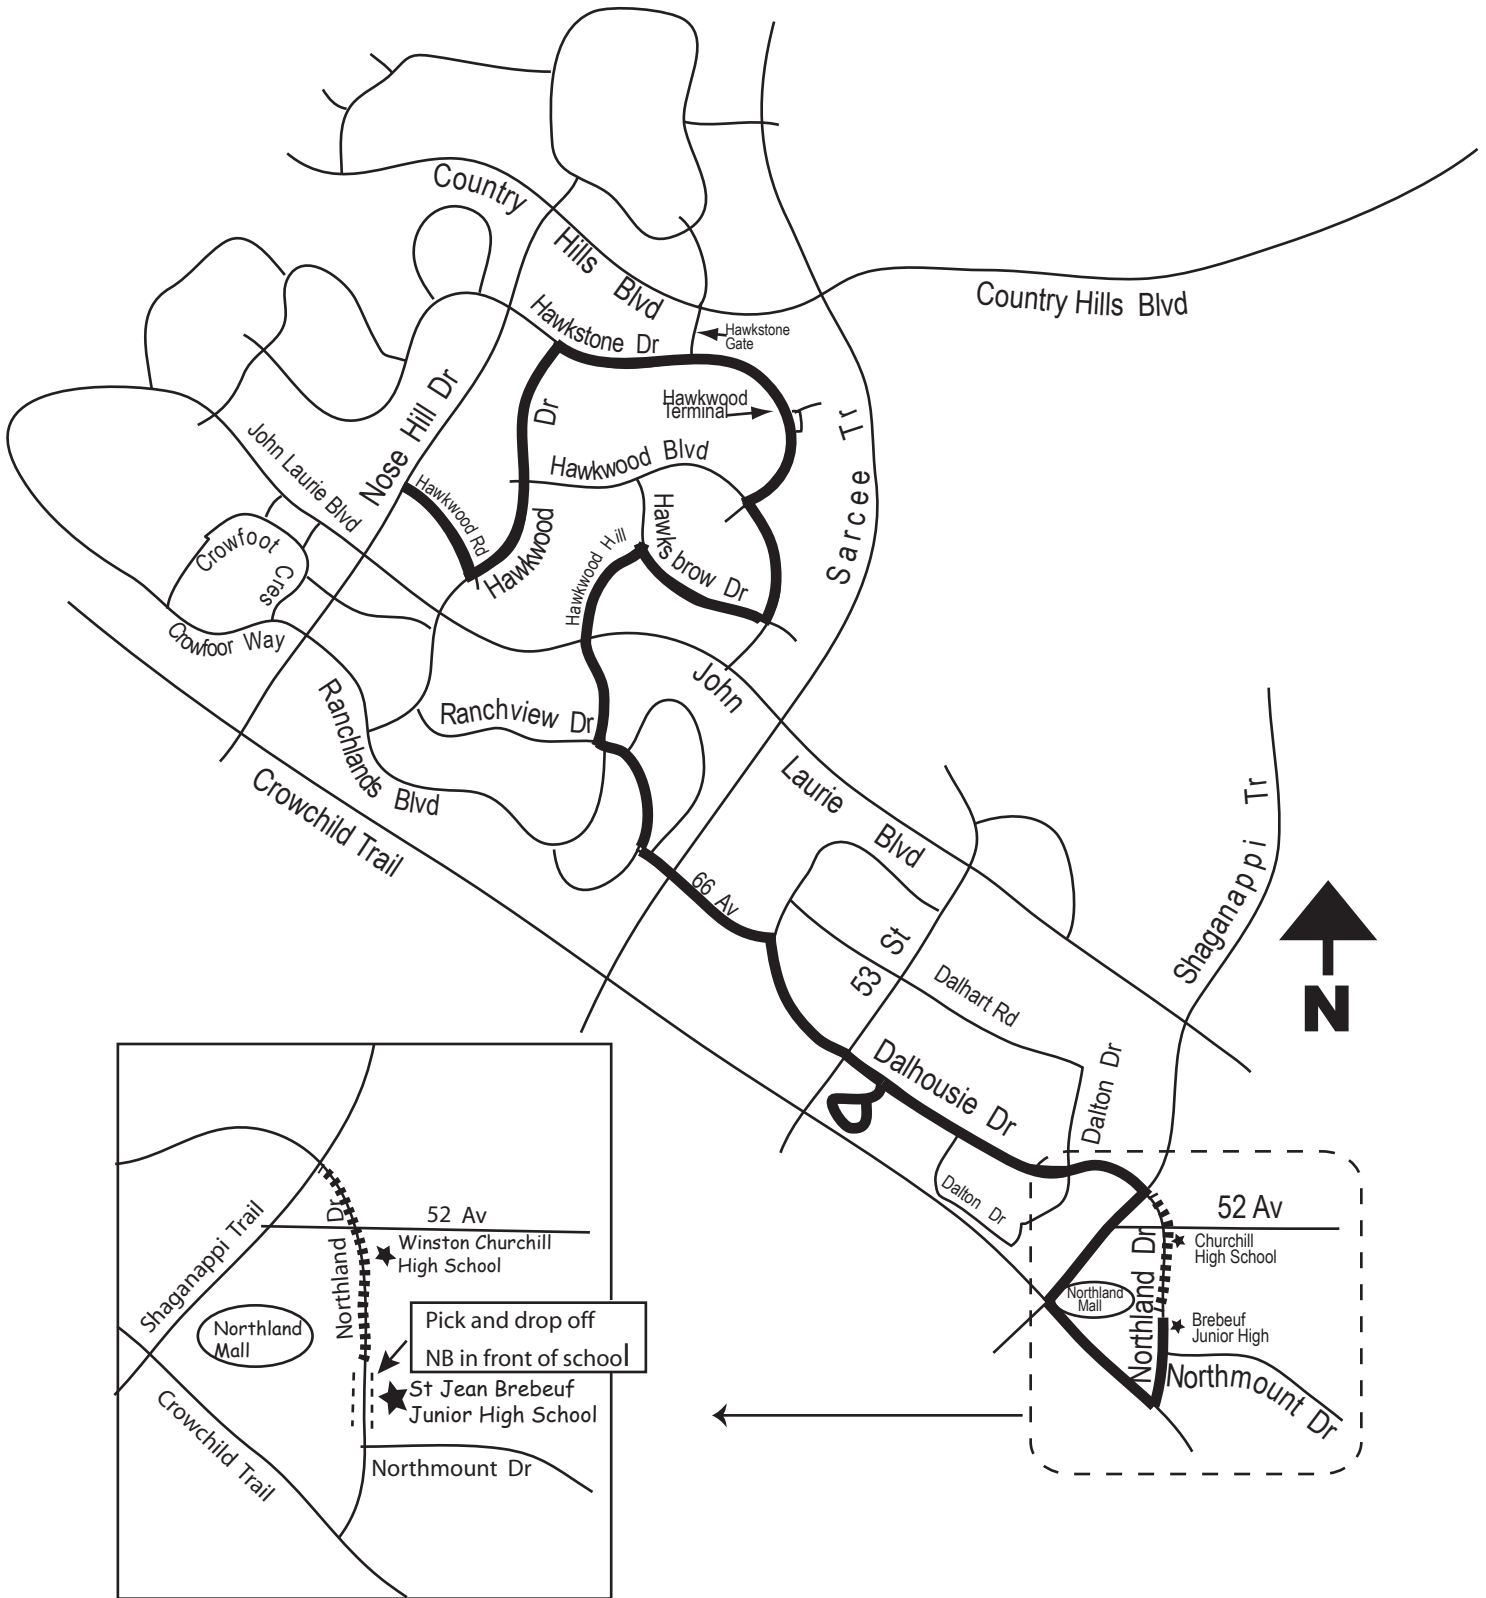 Country
Hills
Blvd
Country Hills Blvd
Hawkstone Dr
Hawkstone
Gate
Hawkwood
Terminal
Dr
Hawkwood Blvd
Nose Hill Dr
John Laurie Blvd
Hawkwood Rd
Hawkwood
Hawkwood Hill
Hawks brow Dr
Sarcee Tr
Crowfoot
Cres
Crowfoor Way
Ranchview Dr
Ranchlands Blvd
Crowchild Trail
John
Laurie
Blvd
66 Av
53 St
Dalhart Rd
Shaganappi Tr
N
Dalhousie Dr
Dalton Dr
Dalton Dr
52 Av
Churchill
High School
Northland
Mall
Northland Dr
Brebeuf
Junior High
Northmount Dr
Shaganappi Trail
Northland Dr
52 Av
Winston Churchill
High School
Northland
Mall
Pick and drop off
NB in front of school
St Jean Brebeuf
Junior High School
Crowchild Trail
Northmount Dr